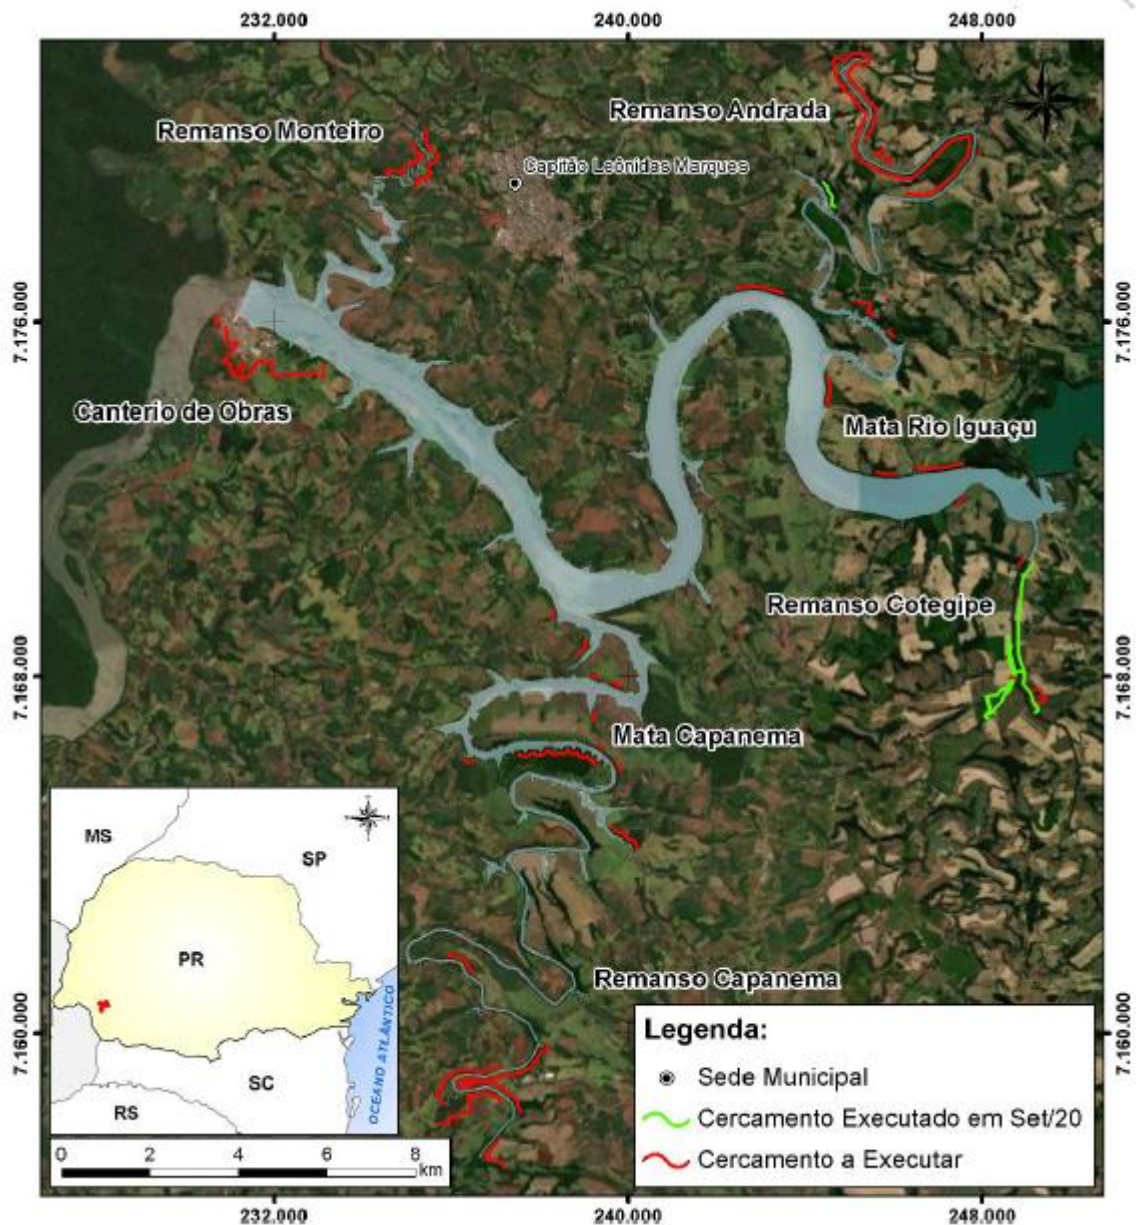 232.000
240.000
248.000
Remanso Andrada
Remanso Monteiro
Capitão Leônidas Marques
7.176.000
7.176.000
Canterio de Obras
Mata Rio Iguaçu
Remanso Cotegipe
7.168.000
7.168.000
Mata Capanema
MS
SP
PR
Remanso Capanema
OCEANO ATLÂNTICO
SC
RS
Legenda:
Sede Municipal
Cercamento Executado em Set/20
Cercamento a Executar
7.160.000
7.160.000
0 2 4 6 8
km
232.000
240.000
248.000